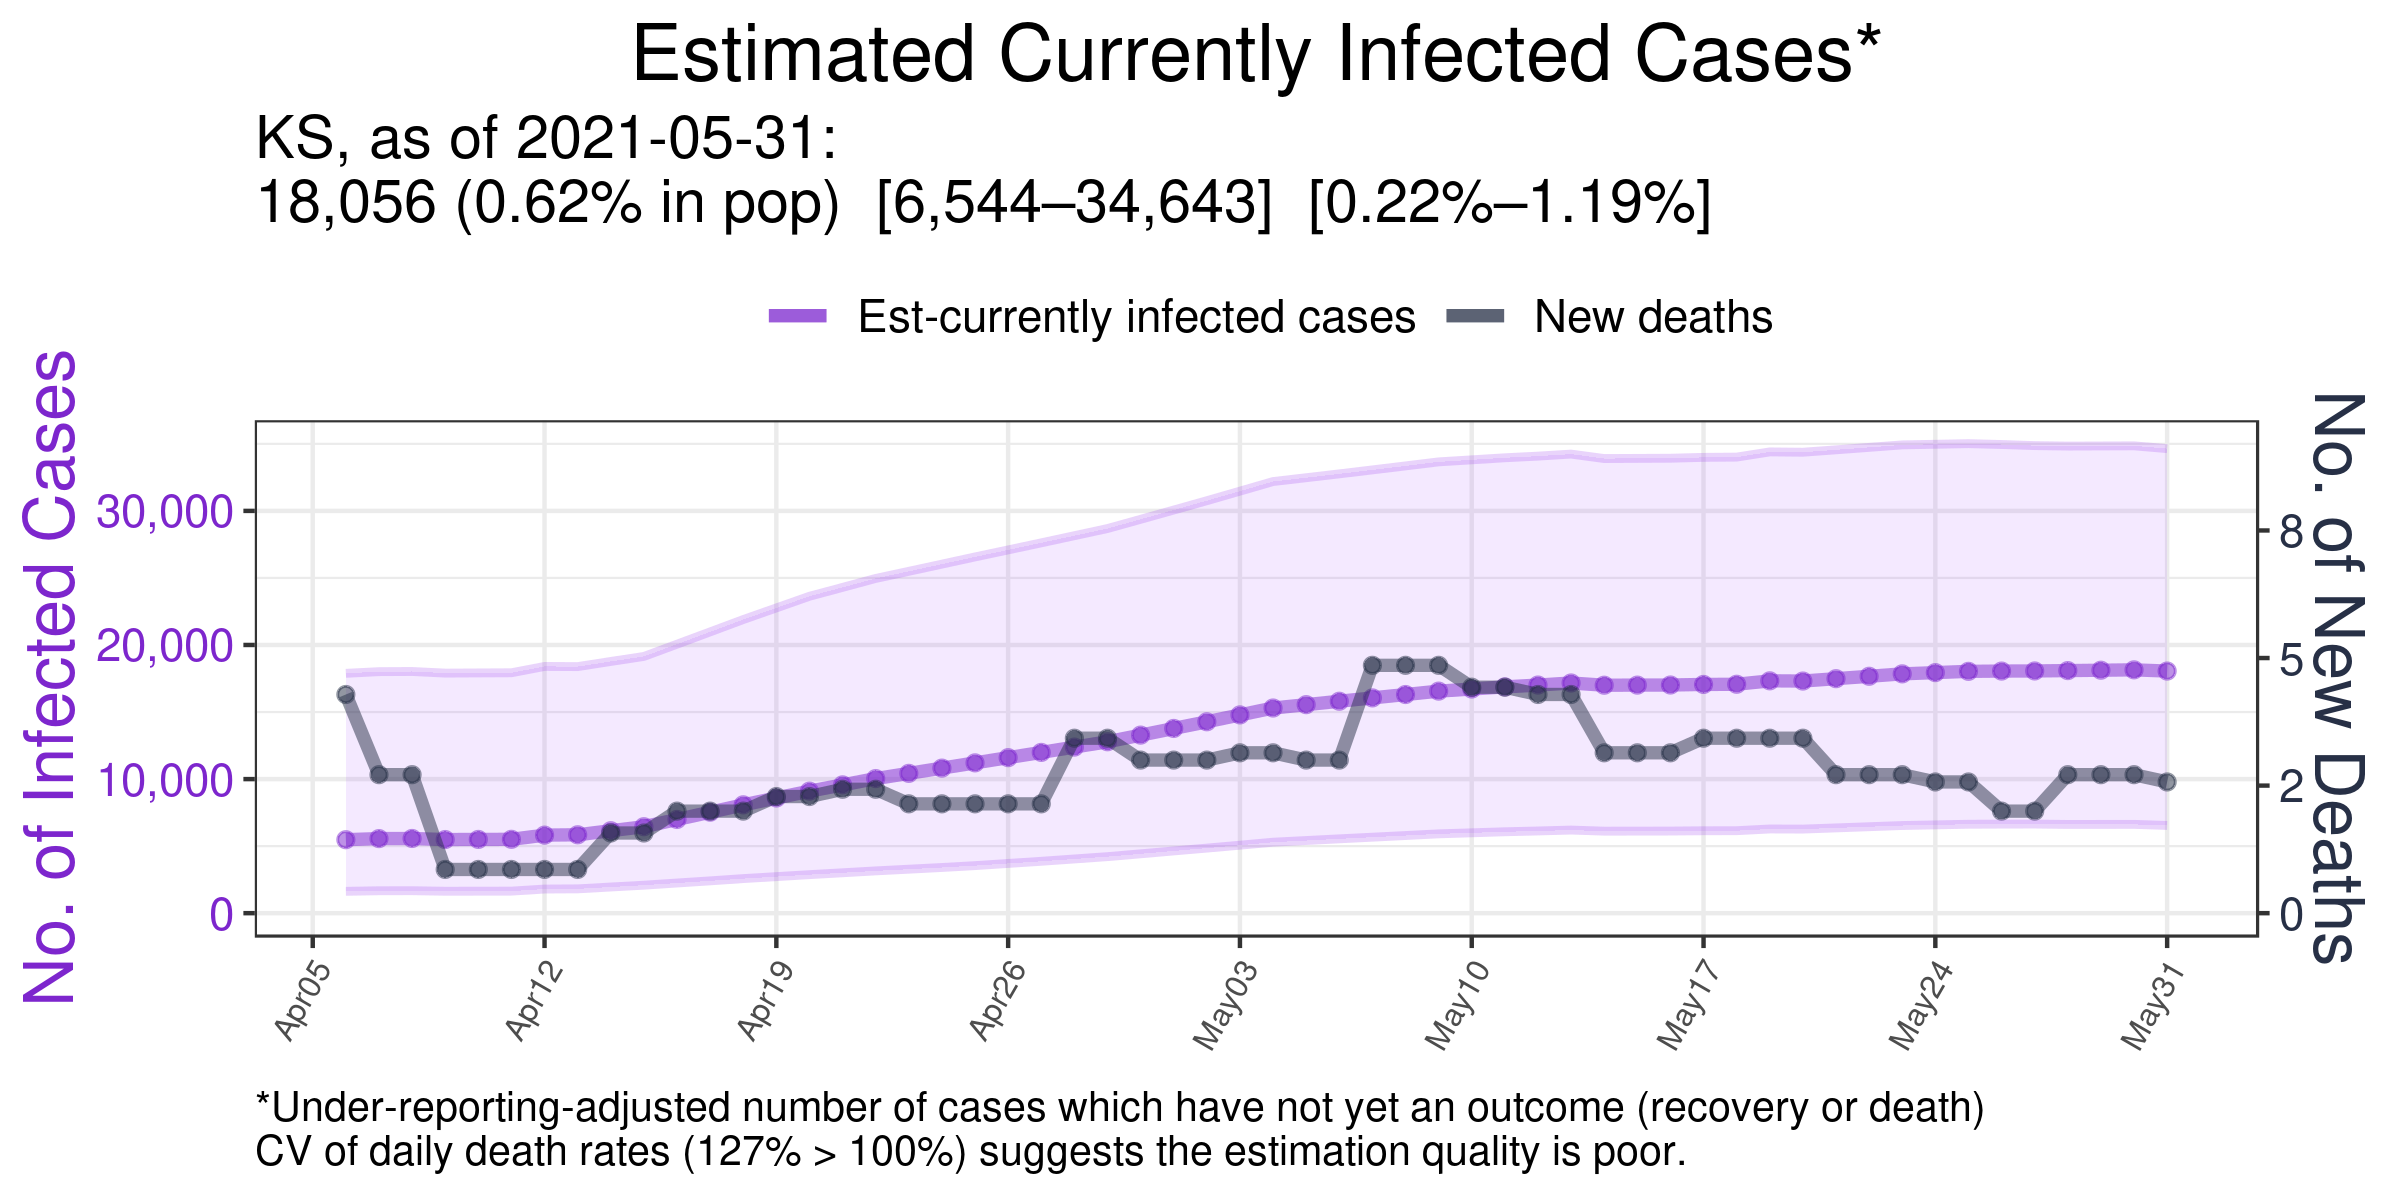 Estimated Currently Infected Cases*
KS, as of 2021-05-31:
18,056 (0.62% in pop)  [6,544–34,643]  [0.22%–1.19%]
Est-currently infected cases
New deaths
No. of Infected Cases
30,000
20,000
10,000
0
8
5
2
0
No. of New Deaths
Apr05
Apr12
Apr19
Apr26
May03
May10
May17
May24
May31
*Under-reporting-adjusted number of cases which have not yet an outcome (recovery or death)
CV of daily death rates (127% > 100%) suggests the estimation quality is poor.